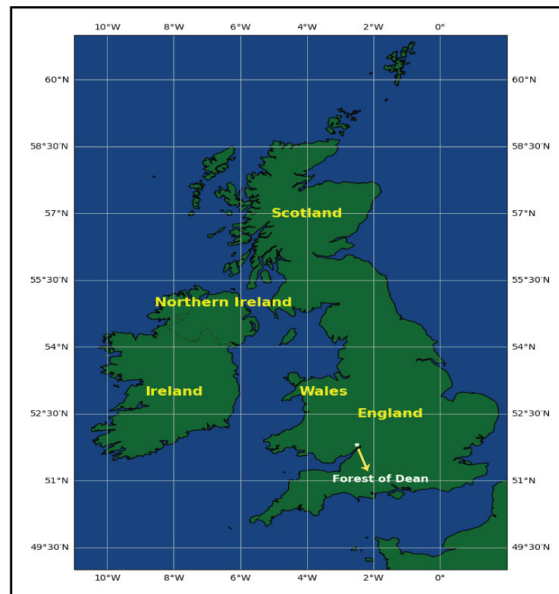 10°W 8°W 6°W 4°W 2°W 0°
60°N 60°N
58°30'N 58°30'N
Scotland
57°N 57°N
55°30'N 55°30'N
Northern Ireland
54°N 54°N
Ireland Wales
52°30'N England 52°30'N
51°N Forest of Dean 51°N
49°30'N 49°30'N
10°W 8°W 6°W 4°W 2°W 0°